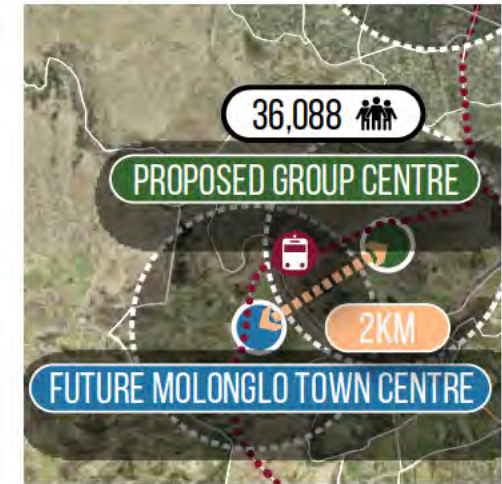 36,088
PROPOSED GROUP CENTRE
2KM
FUTURE MOLONGLO TOWN CENTRE